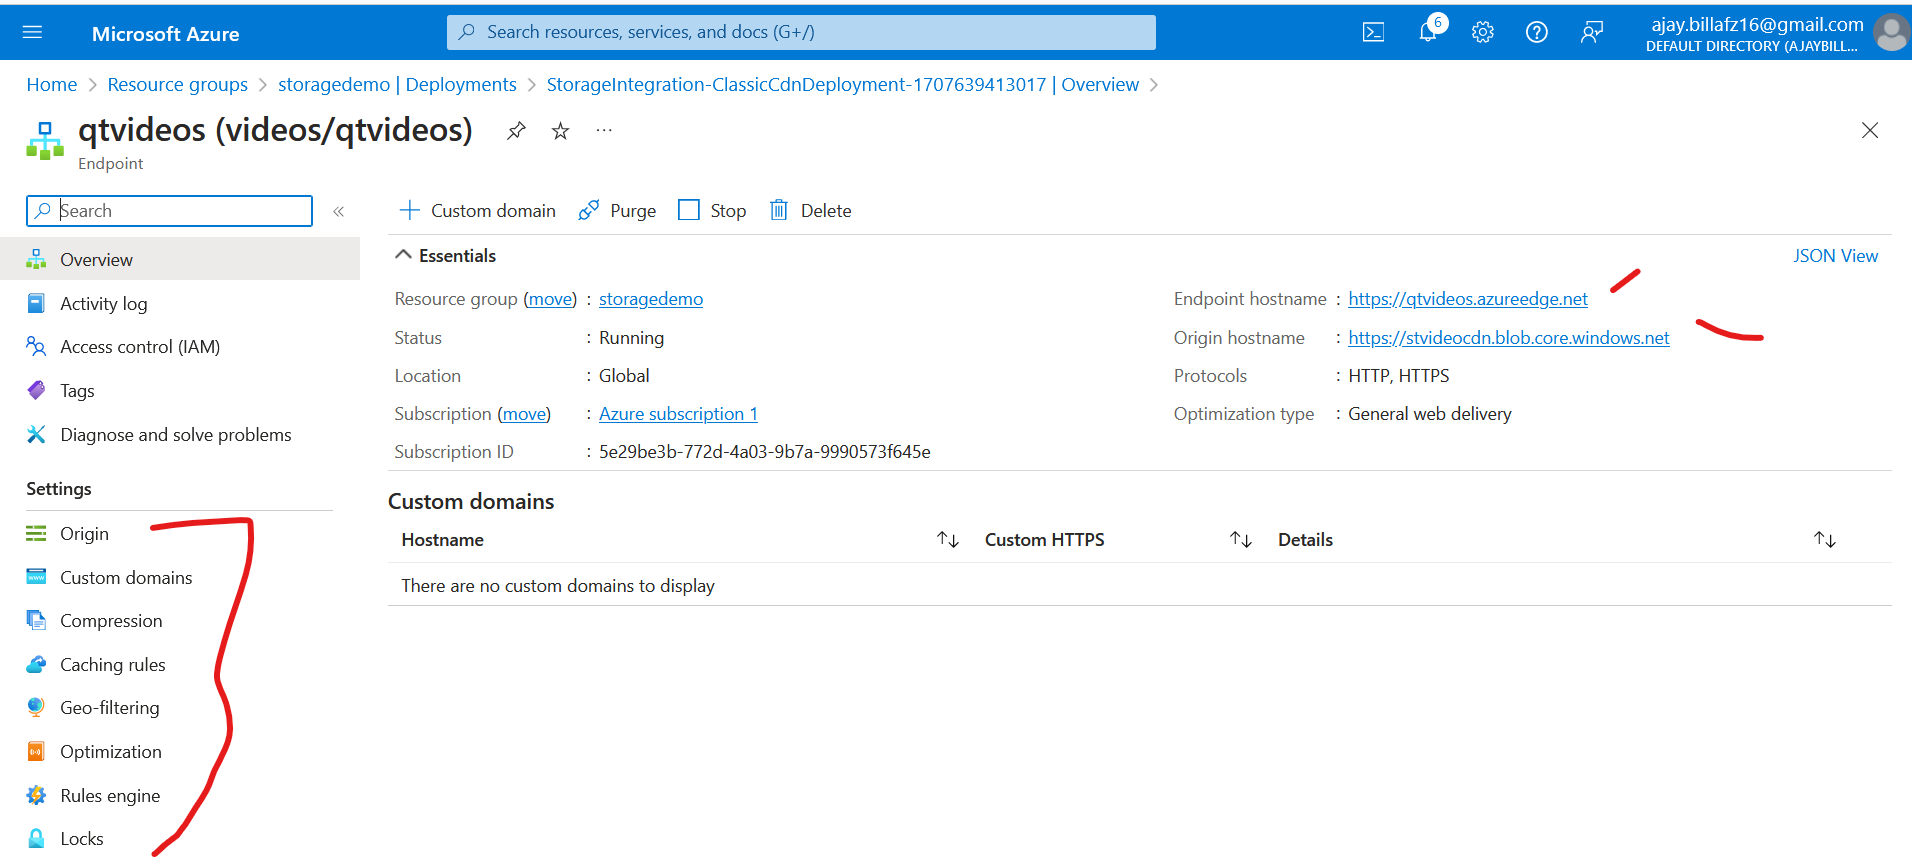 Microsoft Azure
Search resources, services, and docs (G+/)
6
ajay.billafz16@gmail.com
DEFAULT DIRECTORY (AJAYBILL...
Home > Resource groups > storagedemo | Deployments > StorageIntegration-ClassicCdnDeployment-1707639413017 | Overview >
qtvideos (videos/qtvideos) ...
Endpoint
Search «
Custom domain Purge Stop Delete
Overview
Activity log
Access control (IAM)
Tags
Diagnose and solve problems
Settings
Origin
Custom domains
Compression
Caching rules
Geo-filtering
Optimization
Rules engine
Locks
Essentials
JSON View
Resource group (move) : storagedemo
Status : Running
Location : Global
Subscription (move) : Azure subscription 1
Subscription ID : 5e29be3b-772d-4a03-9b7a-9990573f645e
Endpoint hostname : https://qtvideos.azureedge.net
Origin hostname : https://stvideocdn.blob.core.windows.net
Protocols : HTTP, HTTPS
Optimization type : General web delivery
Custom domains
Hostname Custom HTTPS Details
There are no custom domains to display
www